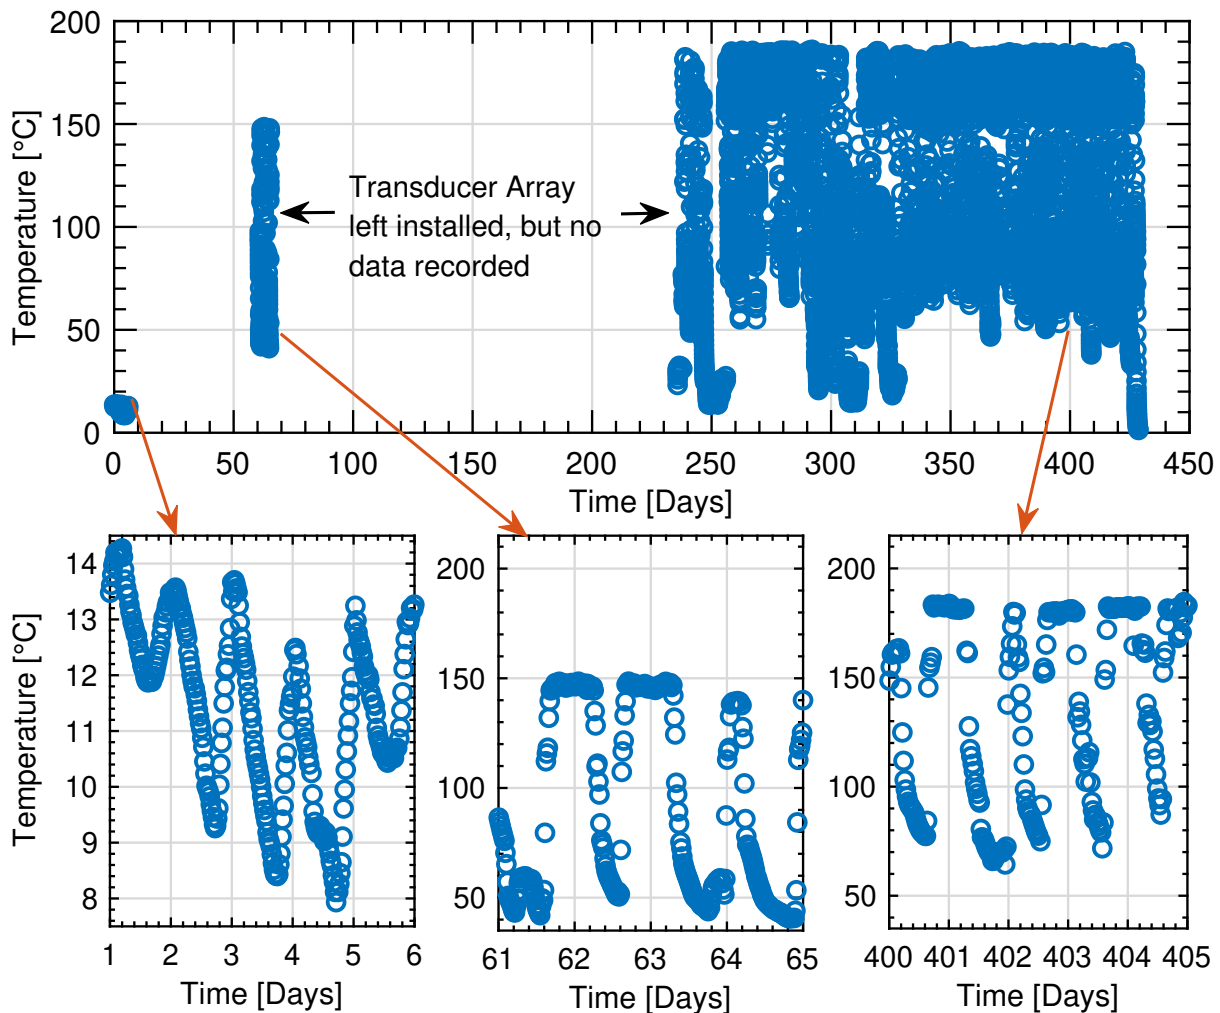 200
150
100
50
0
Temperature [°C]
Transducer Array
left installed, but no
data recorded
0 50 100 150 200 250 300 350 400 450
Time [Days]
14
13
12
11
10
9
8
Temperature [°C]
1 2 3 4 5 6
Time [Days]
200
150
100
50
61 62 63 64 65
Time [Days]
200
150
100
50
400 401 402 403 404 405
Time [Days]